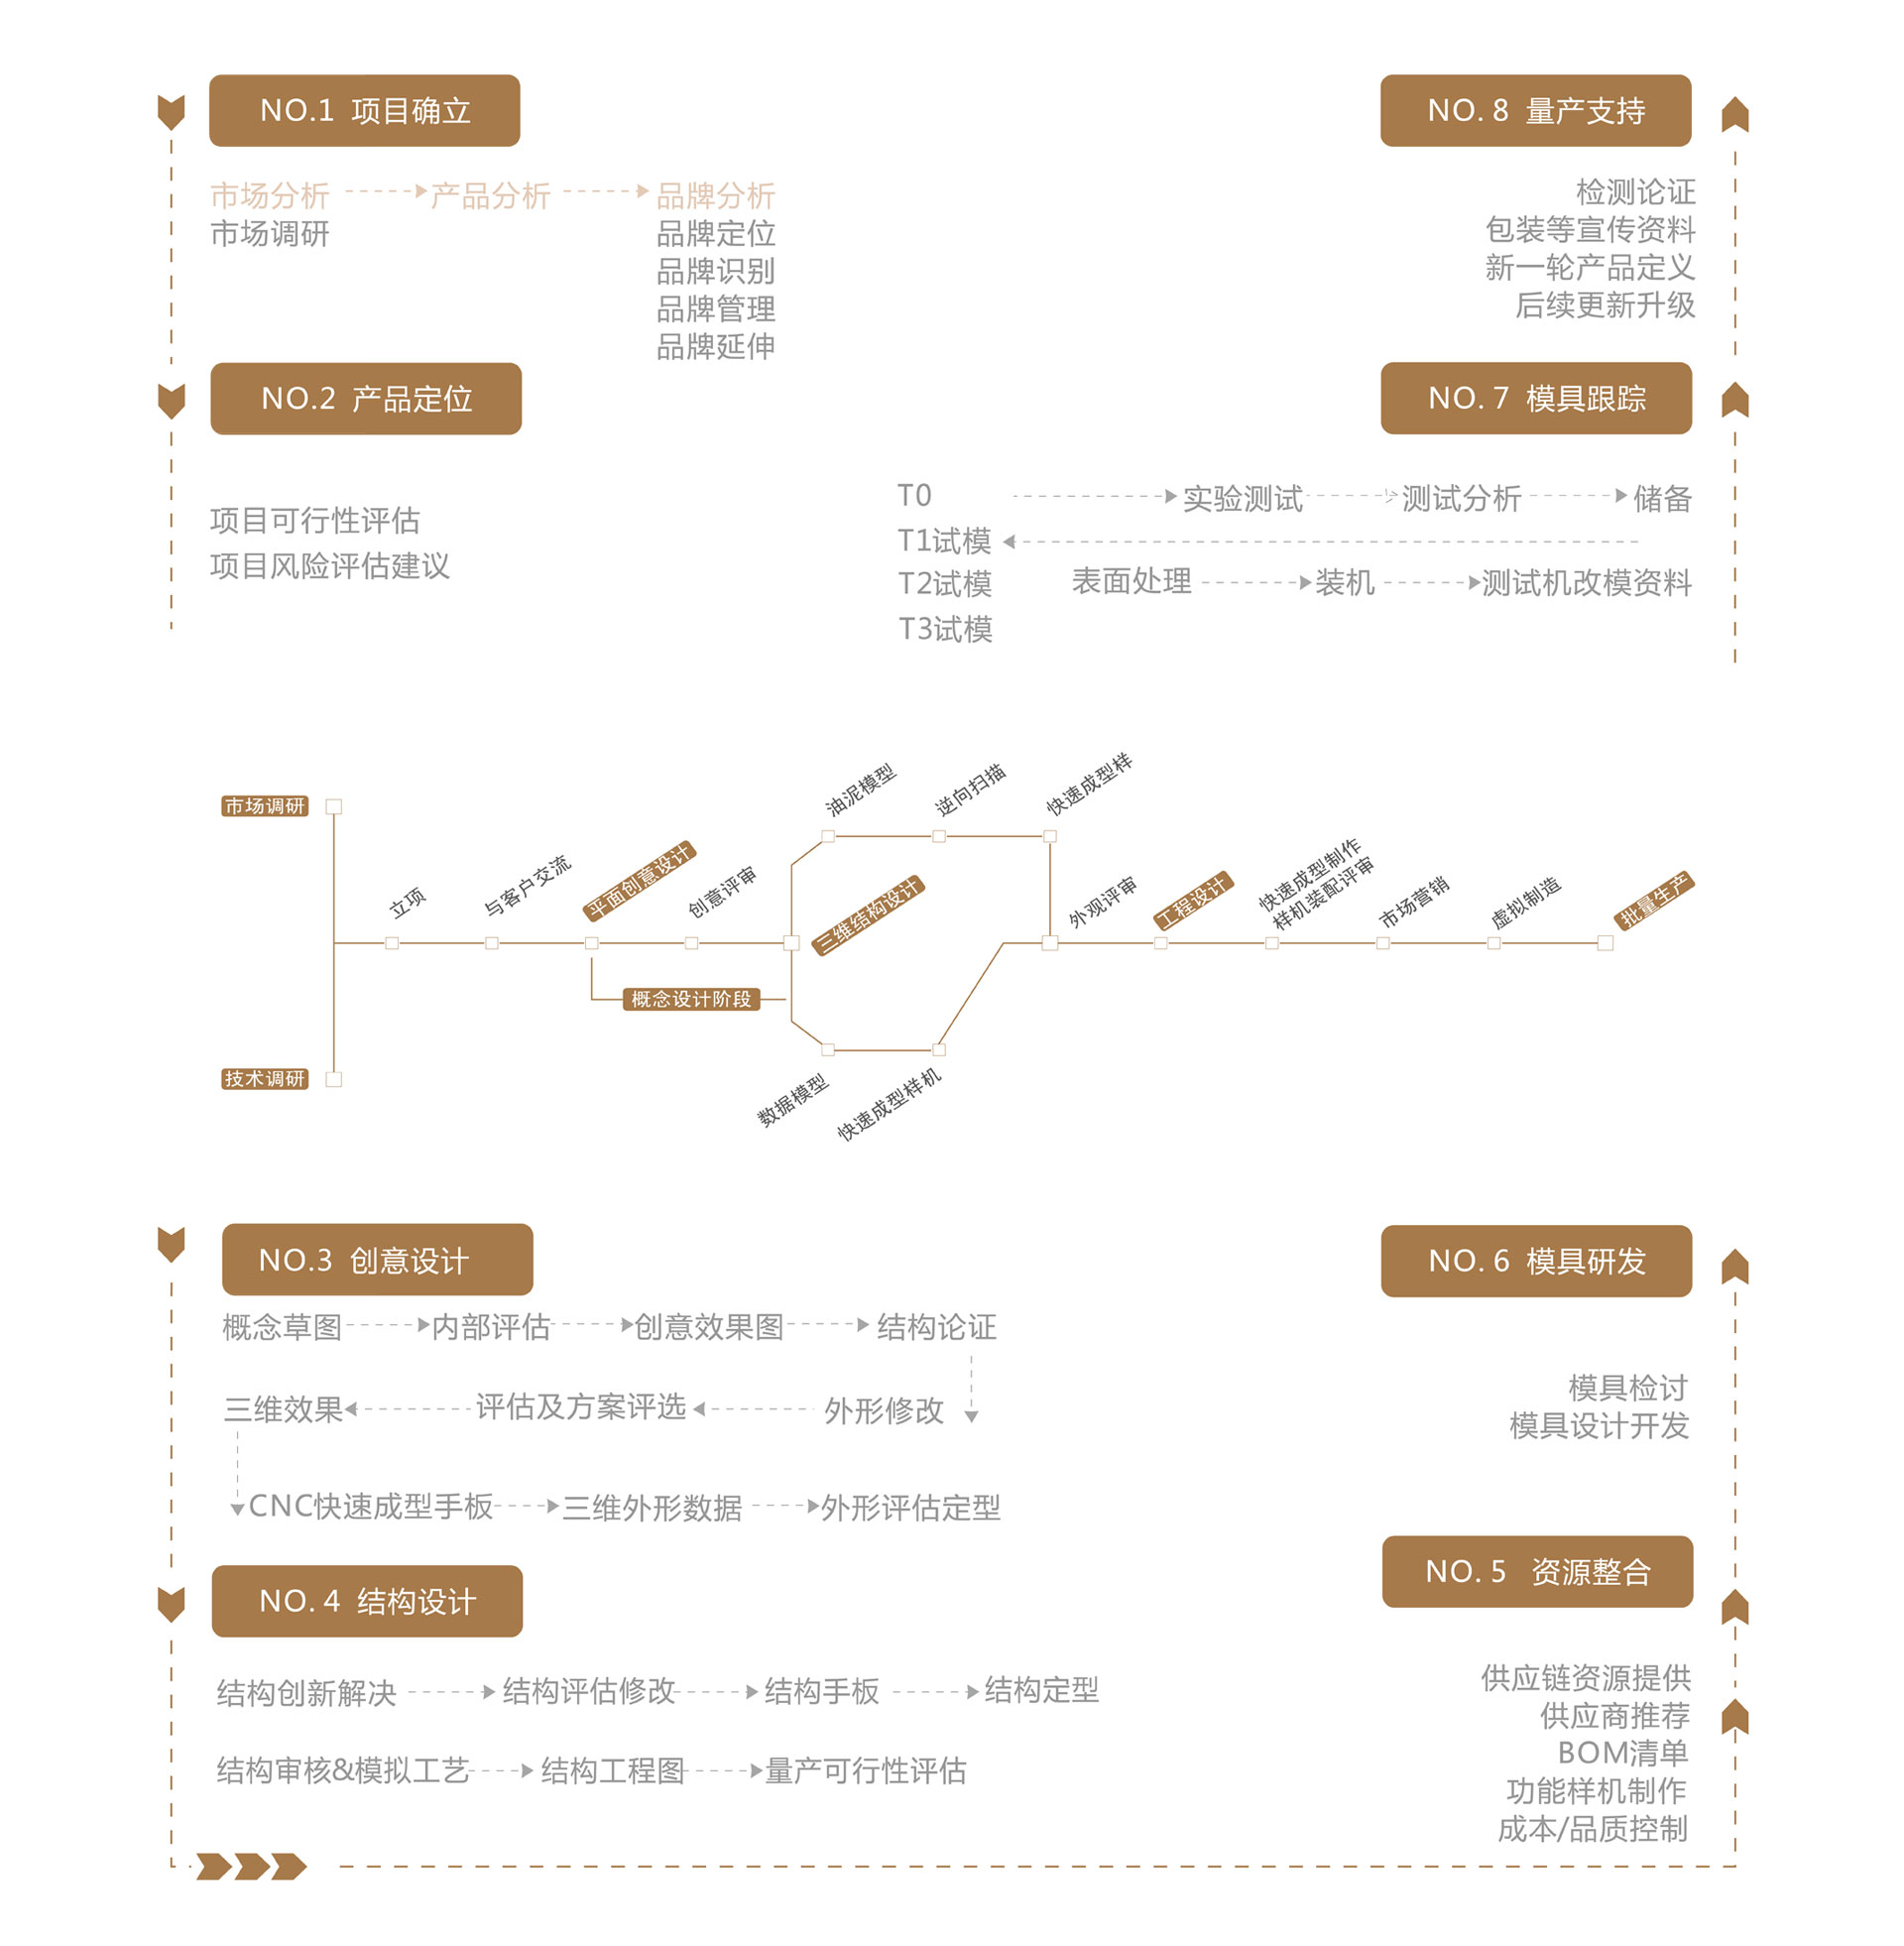 NO.1 项目确立
市场分析 产品分析 品牌分析
市场调研
品牌定位
品牌识别
品牌管理
品牌延伸
NO.2 产品定位
项目可行性评估
项目风险评估建议
NO. 8 量产支持
检测论证
包装等宣传资料
新一轮产品定义
后续更新升级
NO. 7 模具跟踪
T0 实验测试 测试分析 储备
T1试模
T2试模 表面处理 装机 测试机改模资料
T3试模
市场调研
技术调研
立项
与客户交流
平面创意设计
创意评审
概念设计阶段
三维结构设计
油泥模型
逆向扫描
快速成型样
数据模型
快速成型样机
外观评审
工程设计
快速成型制作
样机装配评审
市场营销
虚拟制造
批量生产
NO.3 创意设计
概念草图 内部评估 创意效果图 结构论证
三维效果 评估及方案评选 外形修改
CNC快速成型手板 三维外形数据 外形评估定型
NO. 4 结构设计
结构创新解决 结构评估修改 结构手板 结构定型
结构审核&模拟工艺 结构工程图 量产可行性评估
NO. 6 模具研发
模具检讨
模具设计开发
NO. 5 资源整合
供应链资源提供
供应商推荐
BOM清单
功能样机制作
成本/品质控制